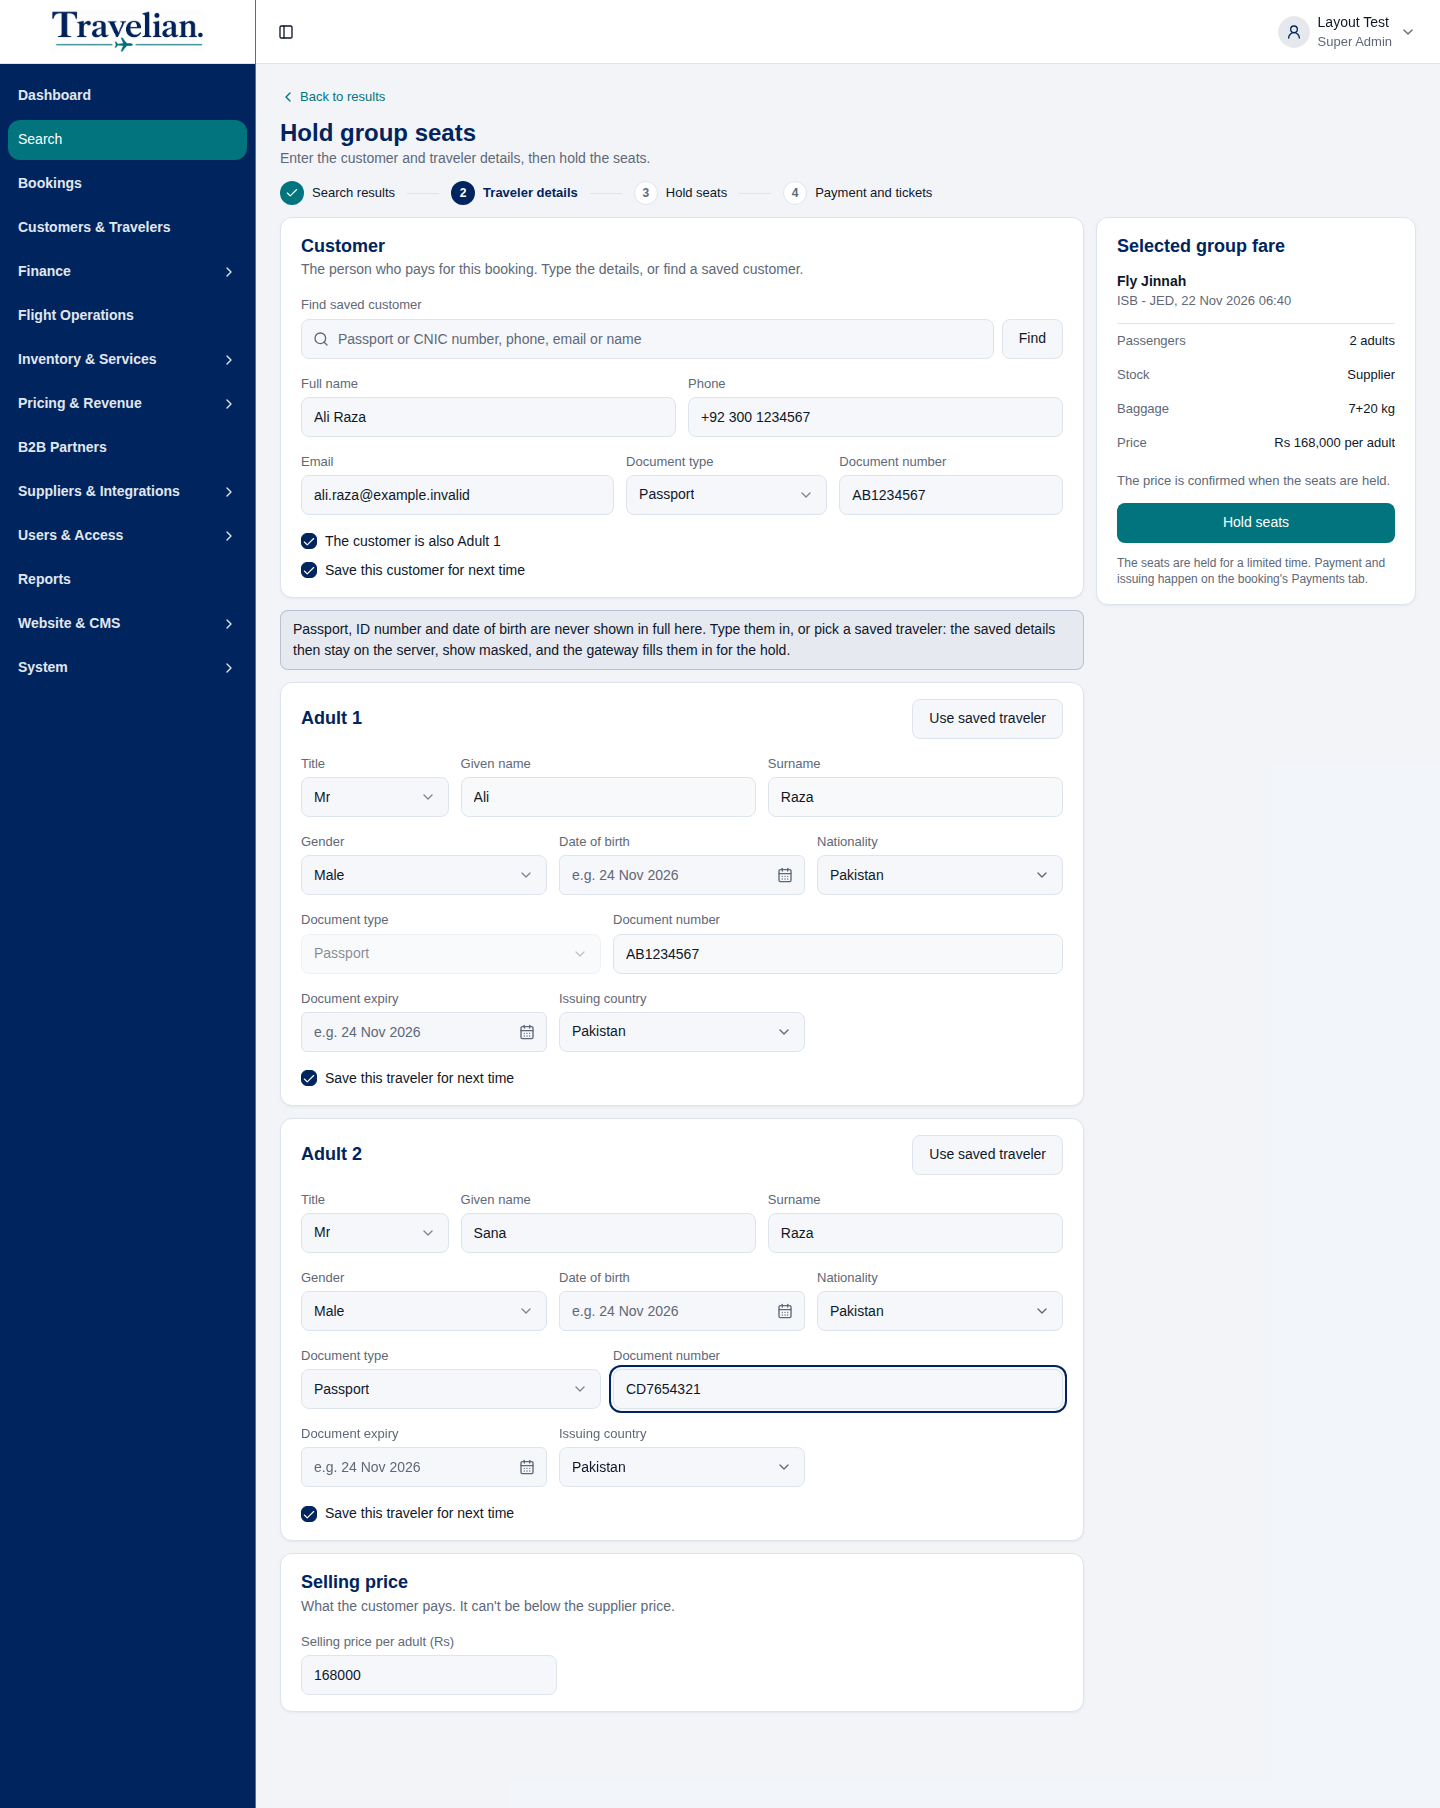 Travelian.
Layout Test
Super Admin
Dashboard
Search
Bookings
Customers & Travelers
Finance
Flight Operations
Inventory & Services
Pricing & Revenue
B2B Partners
Suppliers & Integrations
Users & Access
Reports
Website & CMS
System
Back to results
Hold group seats
Enter the customer and traveler details, then hold the seats.
Search results
2 Traveler details
3 Hold seats
4 Payment and tickets
Customer
The person who pays for this booking. Type the details, or find a saved customer.
Find saved customer
Passport or CNIC number, phone, email or name
Find
Full name
Phone
Ali Raza
+92 300 1234567
Email
Document type
Document number
ali.raza@example.invalid
Passport
AB1234567
The customer is also Adult 1
Save this customer for next time
Passport, ID number and date of birth are never shown in full here. Type them in, or pick a saved traveler: the saved details
then stay on the server, show masked, and the gateway fills them in for the hold.
Adult 1
Use saved traveler
Title
Given name
Surname
Mr
Ali
Raza
Gender
Date of birth
Nationality
Male
e.g. 24 Nov 2026
Pakistan
Document type
Document number
Passport
AB1234567
Document expiry
Issuing country
e.g. 24 Nov 2026
Pakistan
Save this traveler for next time
Adult 2
Use saved traveler
Title
Given name
Surname
Mr
Sana
Raza
Gender
Date of birth
Nationality
Male
e.g. 24 Nov 2026
Pakistan
Document type
Document number
Passport
CD7654321
Document expiry
Issuing country
e.g. 24 Nov 2026
Pakistan
Save this traveler for next time
Selling price
What the customer pays. It can't be below the supplier price.
Selling price per adult (Rs)
168000
Selected group fare
Fly Jinnah
ISB - JED, 22 Nov 2026 06:40
Passengers 2 adults
Stock Supplier
Baggage 7+20 kg
Price Rs 168,000 per adult
The price is confirmed when the seats are held.
Hold seats
The seats are held for a limited time. Payment and
issuing happen on the booking's Payments tab.